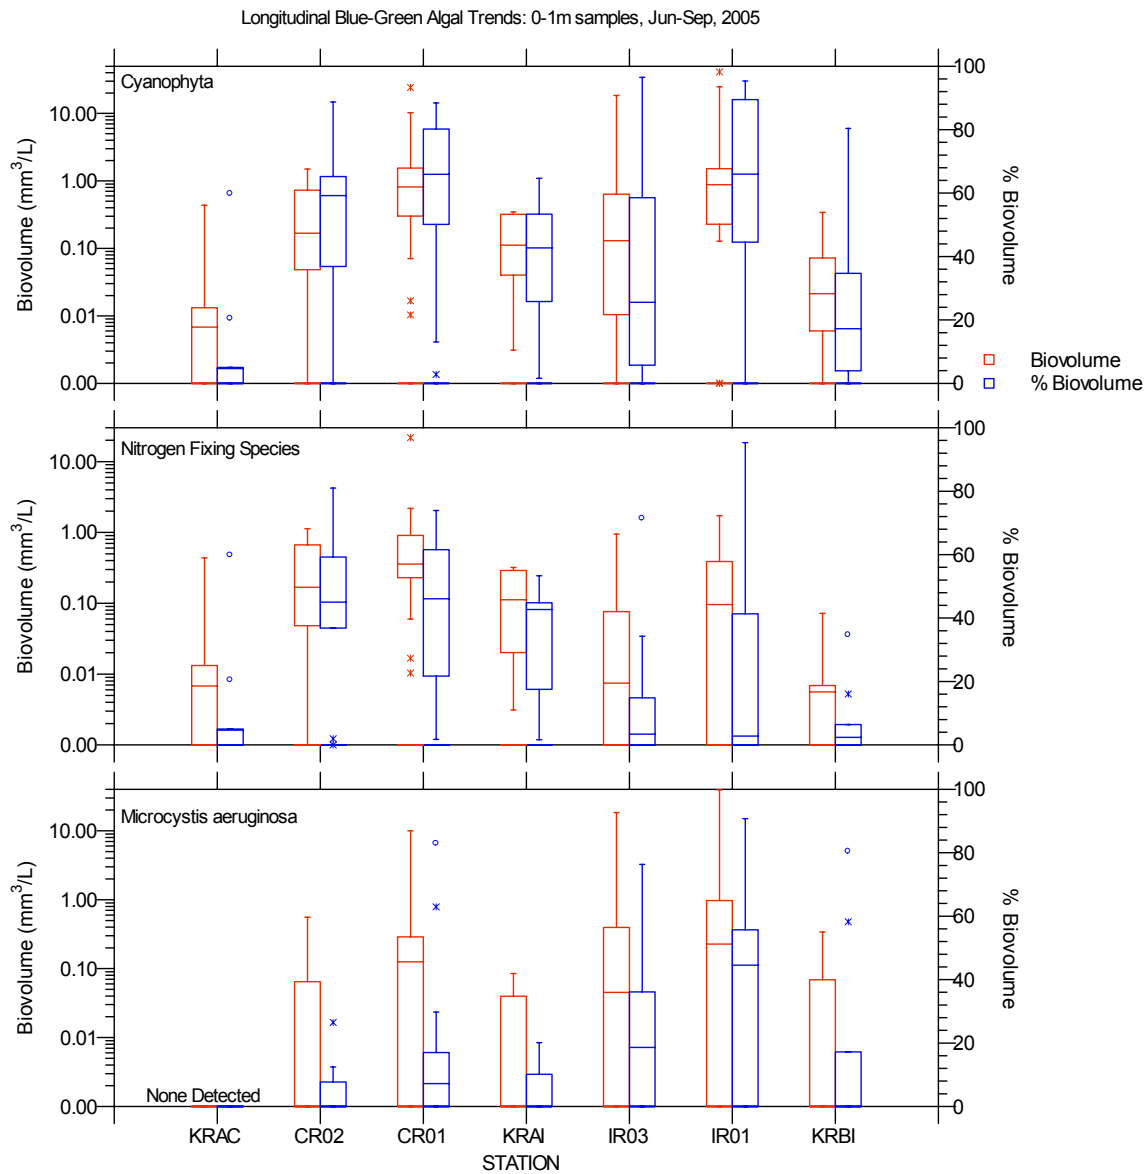 Longitudinal Blue-Green Algal Trends: 0-1m samples, Jun-Sep, 2005
Cyanophyta
Biovolume (mm³/L)
10.00
1.00
0.10
0.01
0.00
100
80
60
40
20
0
% Biovolume
Biovolume
% Biovolume
Nitrogen Fixing Species
Biovolume (mm³/L)
10.00
1.00
0.10
0.01
0.00
100
80
60
40
20
0
% Biovolume
Microcystis aeruginosa
Biovolume (mm³/L)
10.00
1.00
0.10
0.01
0.00
100
80
60
40
20
0
% Biovolume
None Detected
KRAC CR02 CR01 KRAI IR03 IR01 KRBI
STATION